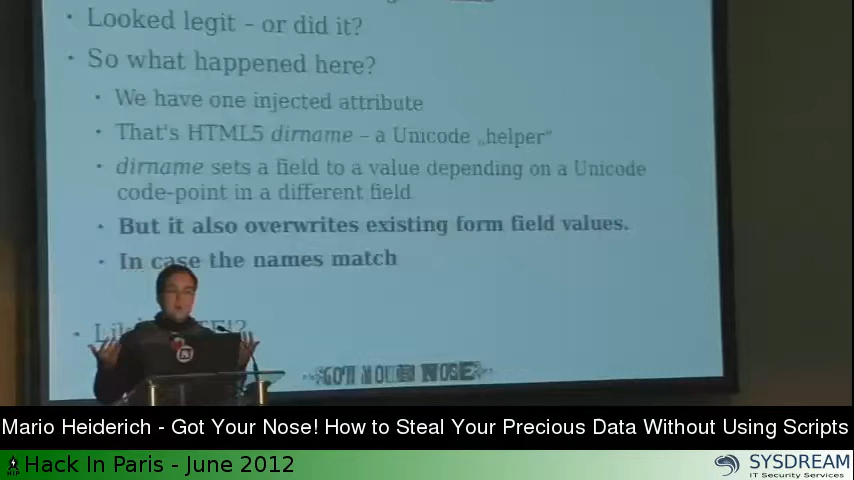 Looked legit – or did it?
So what happened here?
We have one injected attribute
That's HTML5 dirname – a Unicode „helper"
dirname sets a field to a value depending on a Unicode
code-point in a different field
But it also overwrites existing form field values.
In case the names match
GOT YOUR NOSE
Mario Heiderich - Got Your Nose! How to Steal Your Precious Data Without Using Scripts
Hack In Paris - June 2012
SYSDREAM
IT Security Services